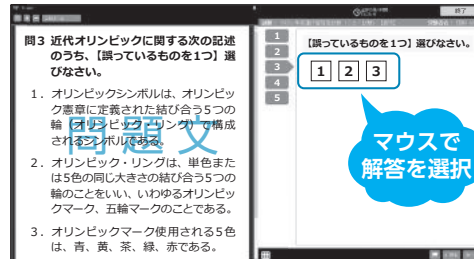 終了
問3 近代オリンピックに関する次の記述
のうち、【誤っているものを1つ】選
びなさい。
1. オリンピックシンボルは、オリンピッ
ク憲章に定義された結び合う5つの
輪(オリンピック・リング)で構成
されるシンボルである。
2. オリンピック・リングは、単色また
は5色の同じ大きさの結び合う5つの
輪のことをいい、いわゆるオリンピッ
クマーク、五輪マークのことである。
3. オリンピックマーク使用される5色
は、青、黄、茶、緑、赤である。
問題文
1
2
3
4
5
【誤っているものを1つ】選びなさい。
1 2 3
マウスで
解答を選択